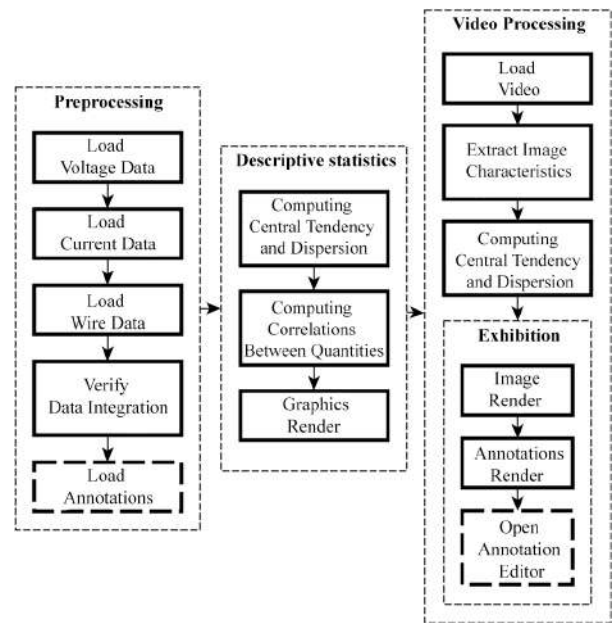 Preprocessing
Load
Voltage Data
Load
Current Data
Load
Wire Data
Verify
Data Integration
Load
Annotations
Descriptive statistics
Computing
Central Tendency
and Dispersion
Computing
Correlations
Between Quantities
Graphics
Render
Video Processing
Load
Video
Extract Image
Characteristics
Computing
Central Tendency
and Dispersion
Exhibition
Image
Render
Annotations
Render
Open
Annotation
Editor